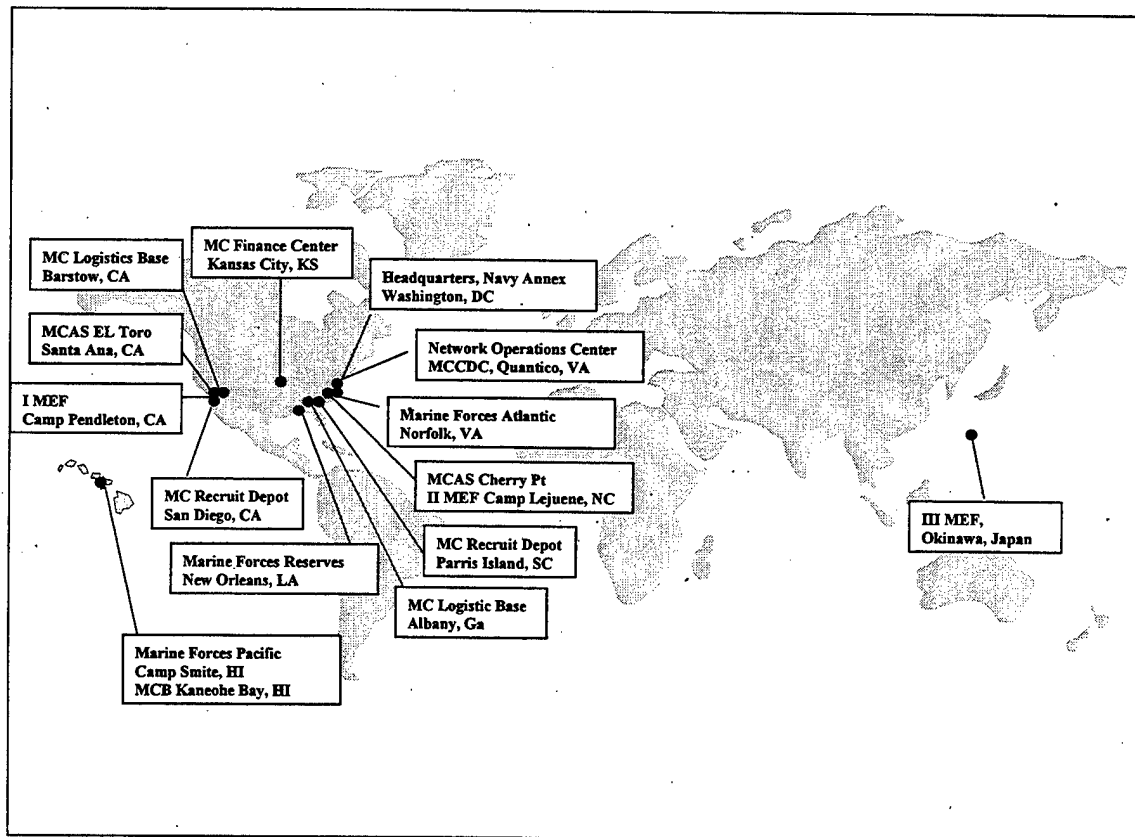 MC Finance Center
Kansas City, KS
MC Logistics Base
Barstow, CA
Headquarters, Navy Annex
Washington, DC
MCAS EL Toro
Santa Ana, CA
Network Operations Center
MCCDC, Quantico, VA
I MEF
Camp Pendleton, CA
Marine Forces Atlantic
Norfolk, VA
MCAS Cherry Pt
II MEF Camp Lejuene, NC
MC Recruit Depot
San Diego, CA
III MEF,
Okinawa, Japan
MC Recruit Depot
Parris Island, SC
Marine Forces Reserves
New Orleans, LA
MC Logistic Base
Albany, Ga
Marine Forces Pacific
Camp Smite, HI
MCB Kaneohe Bay, HI